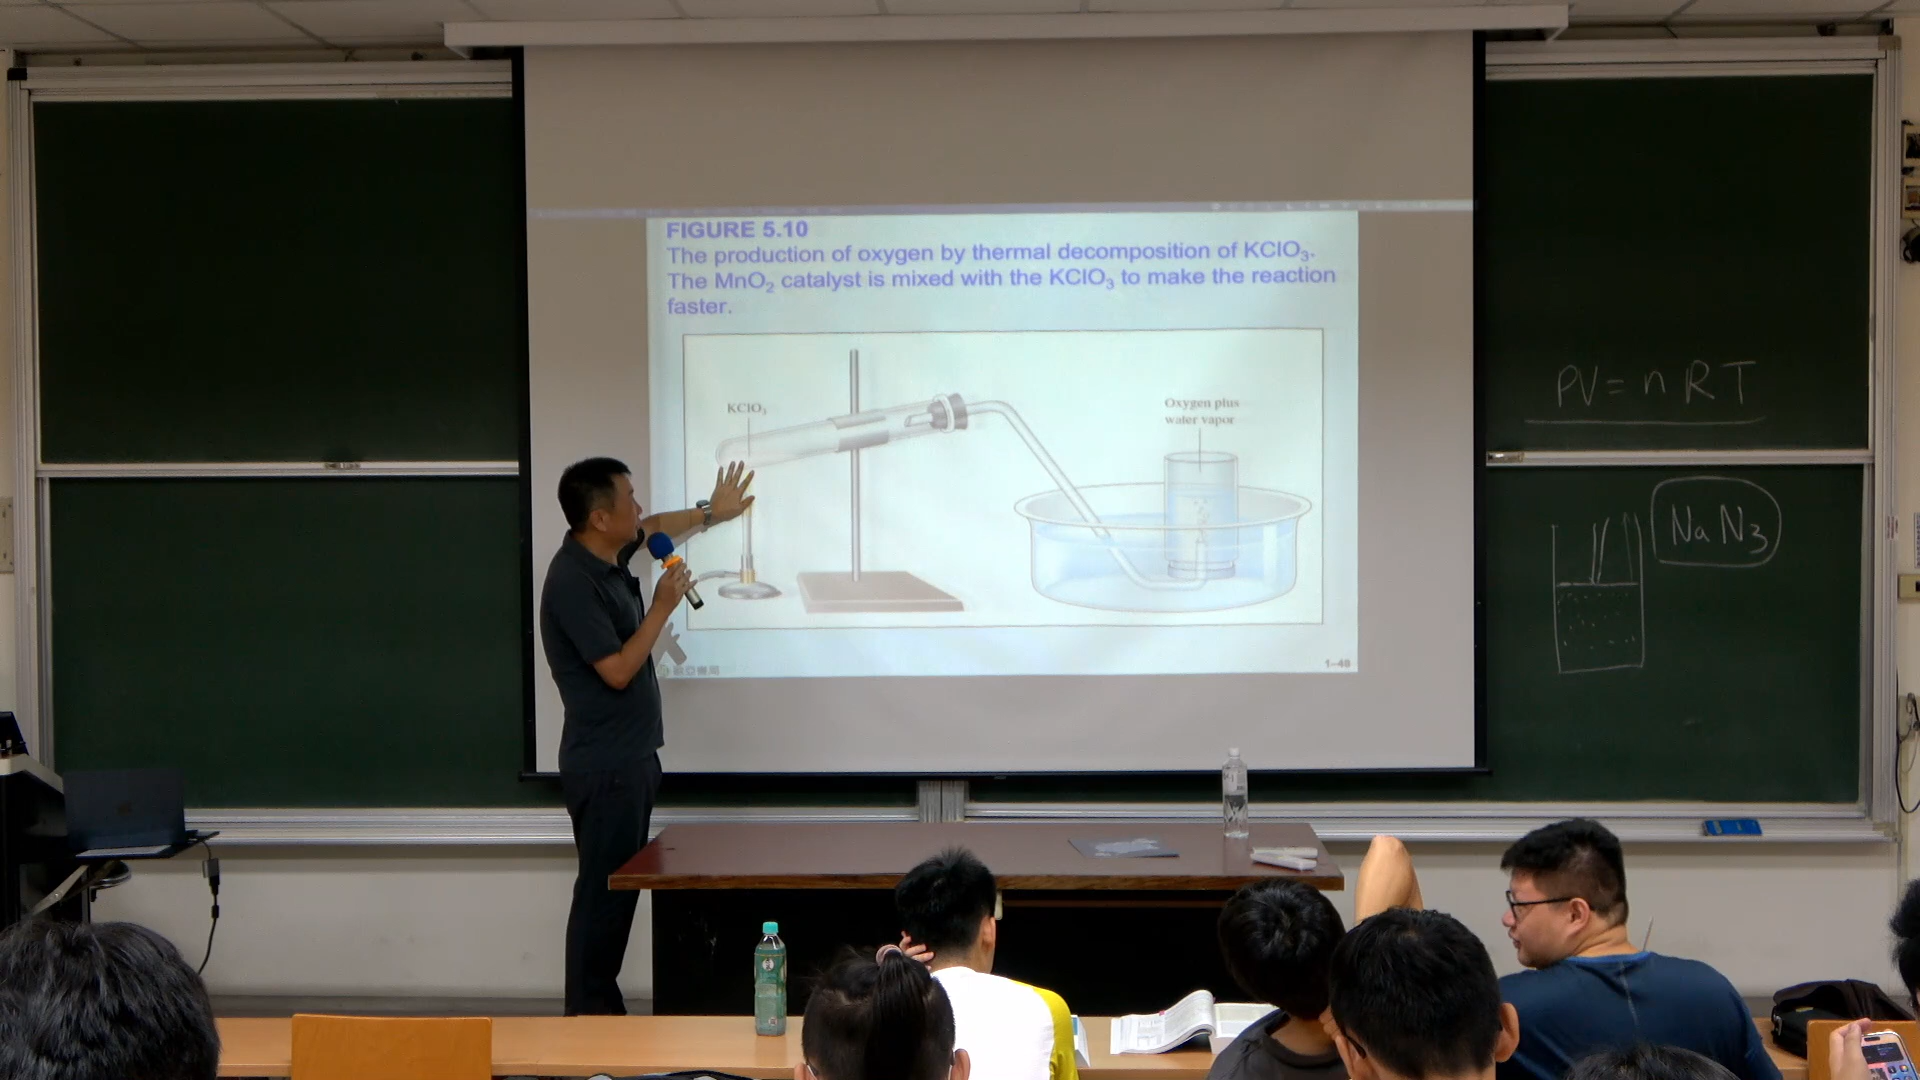 FIGURE 5.10
The production of oxygen by thermal decomposition of KClO₃.
The MnO₂ catalyst is mixed with the KClO₃ to make the reaction
faster.
KClO₃
Oxygen plus
water vapor
1–48
PV = nRT
NaN₃